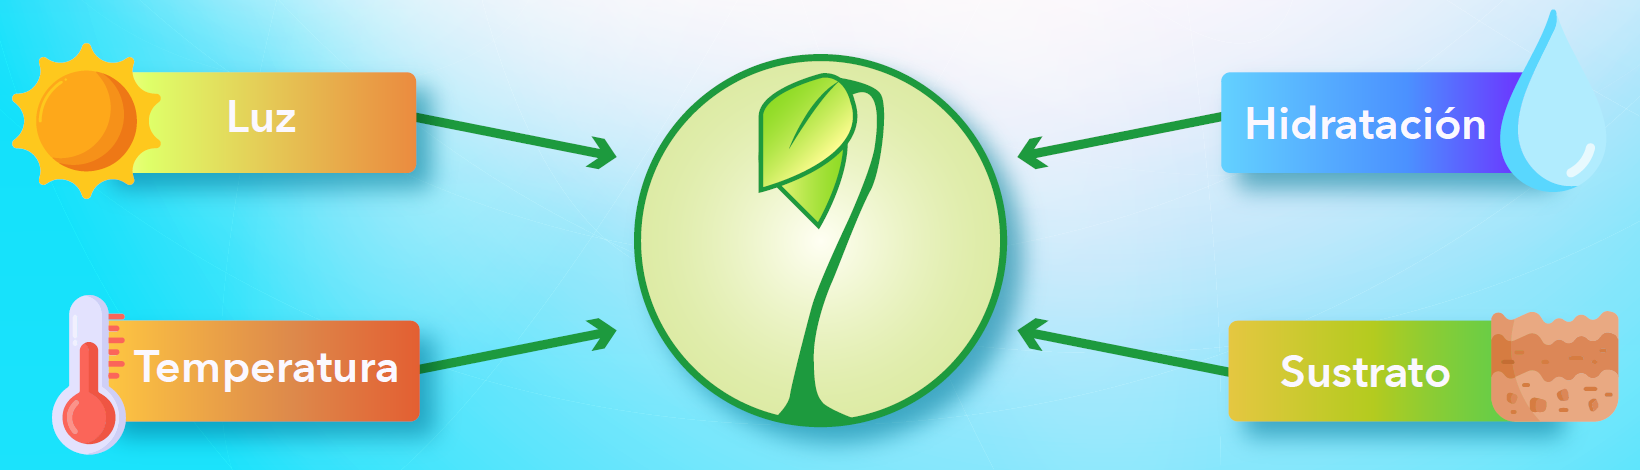 Luz
Hidratación
Temperatura
Sustrato